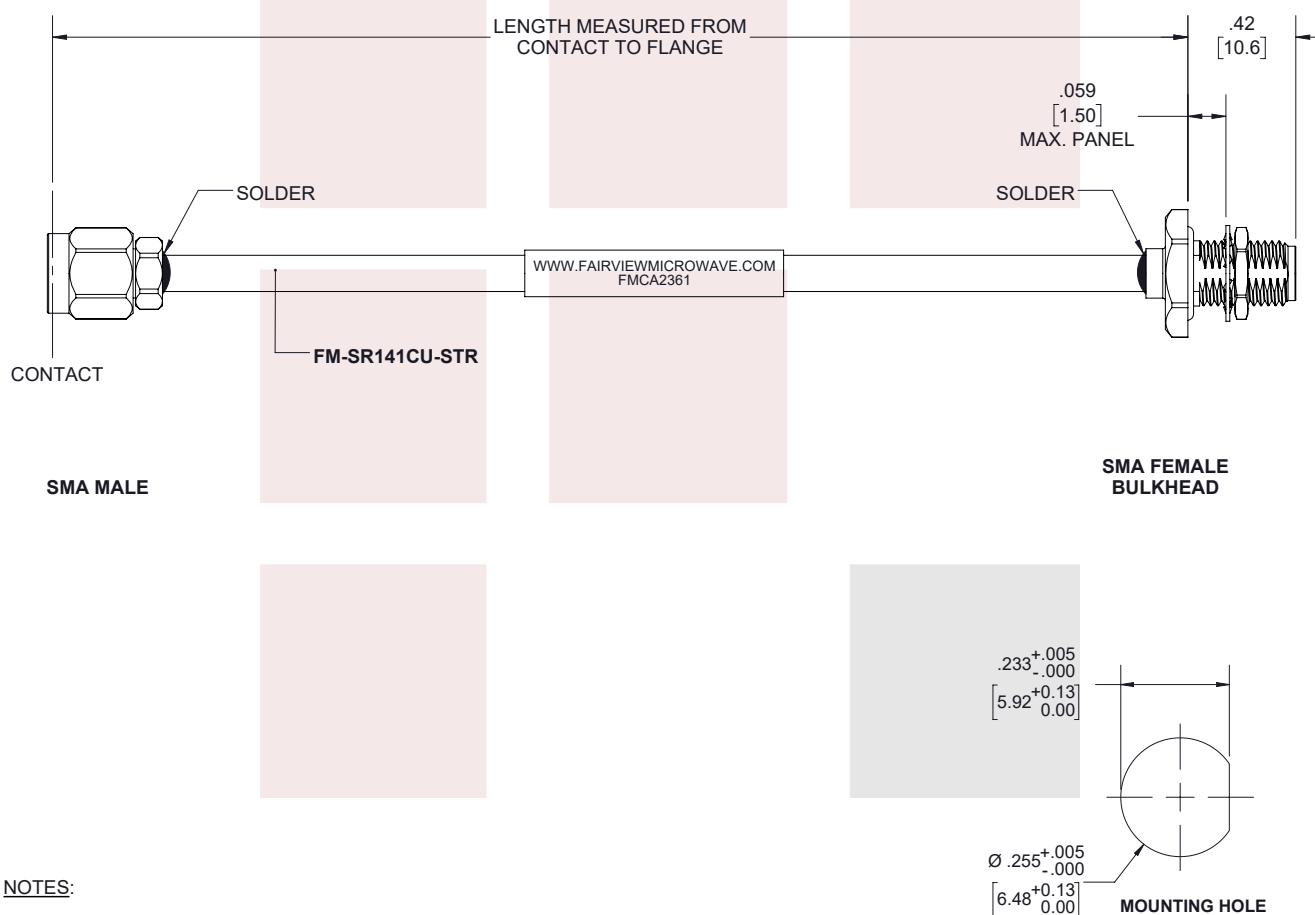 LENGTH MEASURED FROM
CONTACT TO FLANGE
.42
[10.6]
.059
[1.50]
MAX. PANEL
SOLDER
SOLDER
WWW.FAIRVIEWMICROWAVE.COM
FMCA2361
FM-SR141CU-STR
CONTACT
SMA MALE
SMA FEMALE
BULKHEAD
.233 +.005
-.000
[5.92 +0.13
0.00]
Ø .255 +.005
-.000
[6.48 +0.13
0.00]
MOUNTING HOLE
NOTES: